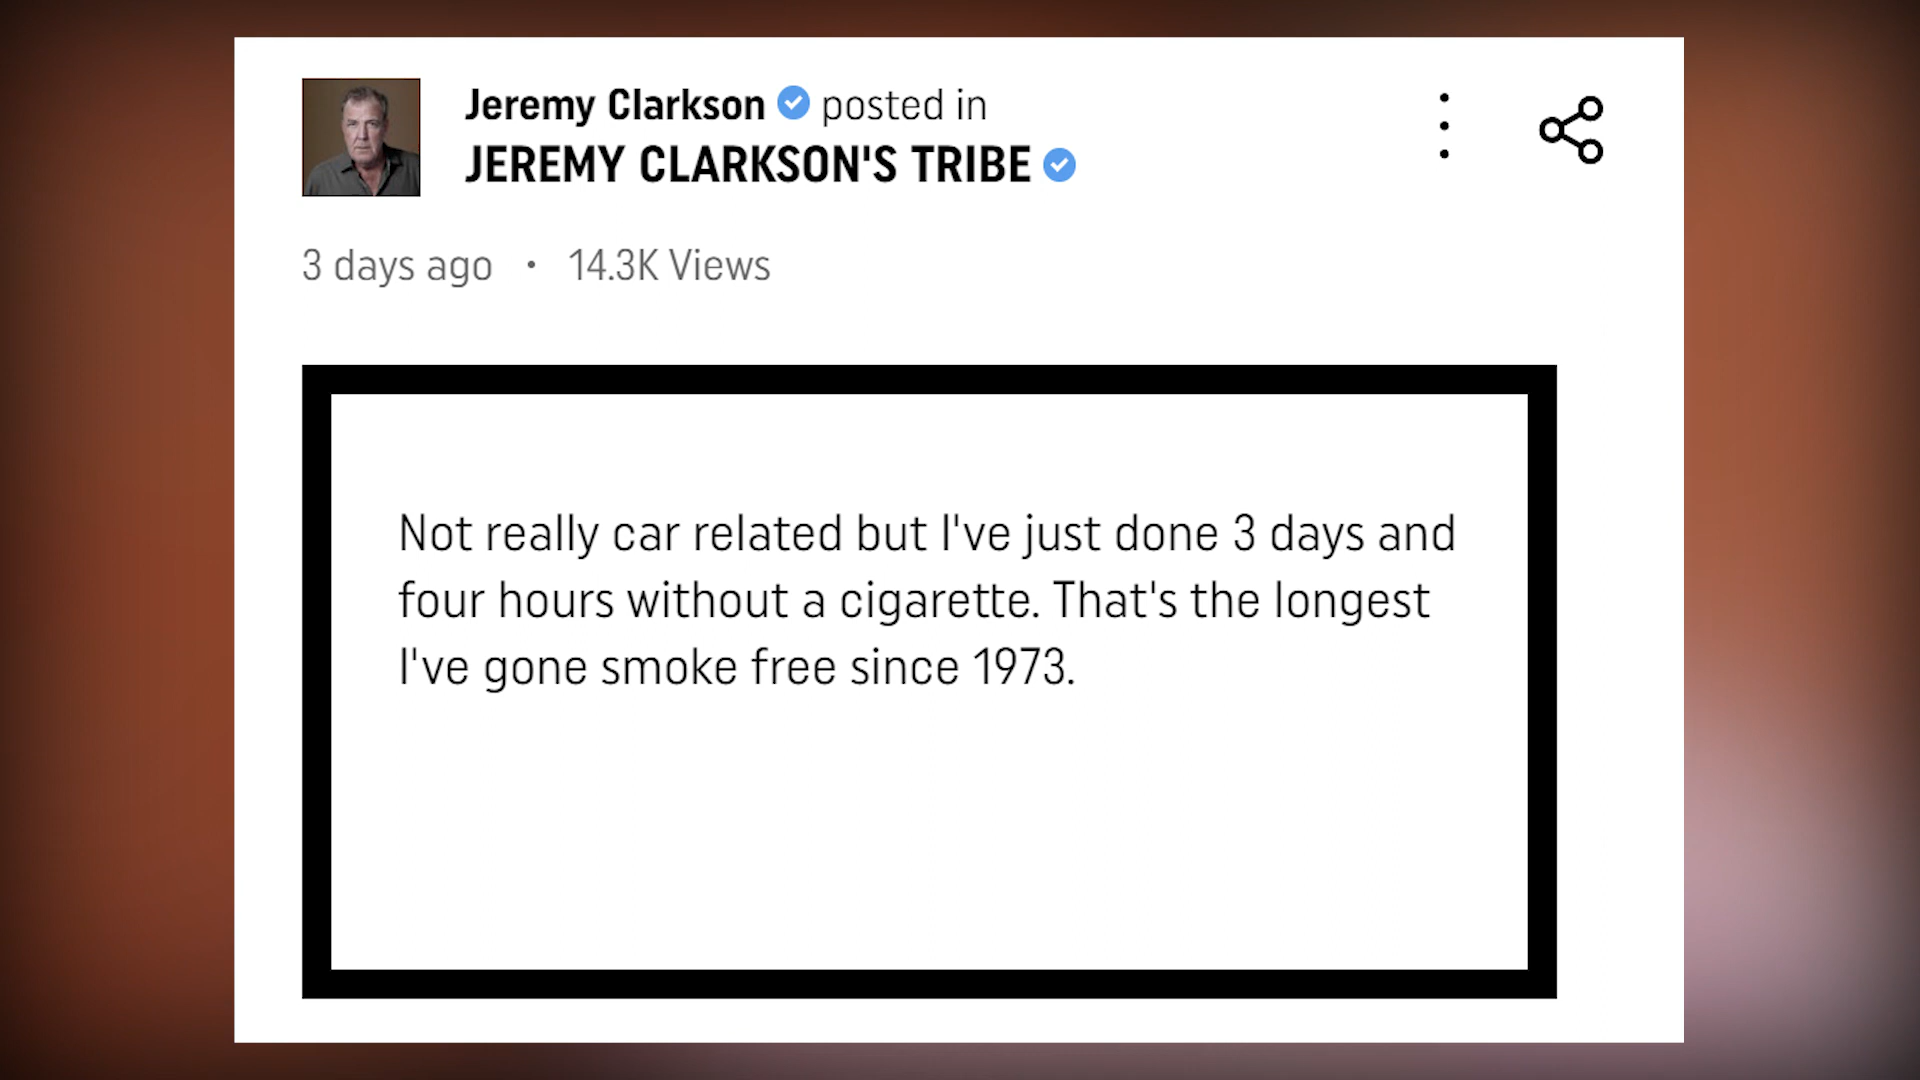 Jeremy Clarkson posted in
JEREMY CLARKSON'S TRIBE
3 days ago • 14.3K Views
Not really car related but I've just done 3 days and
four hours without a cigarette. That's the longest
I've gone smoke free since 1973.